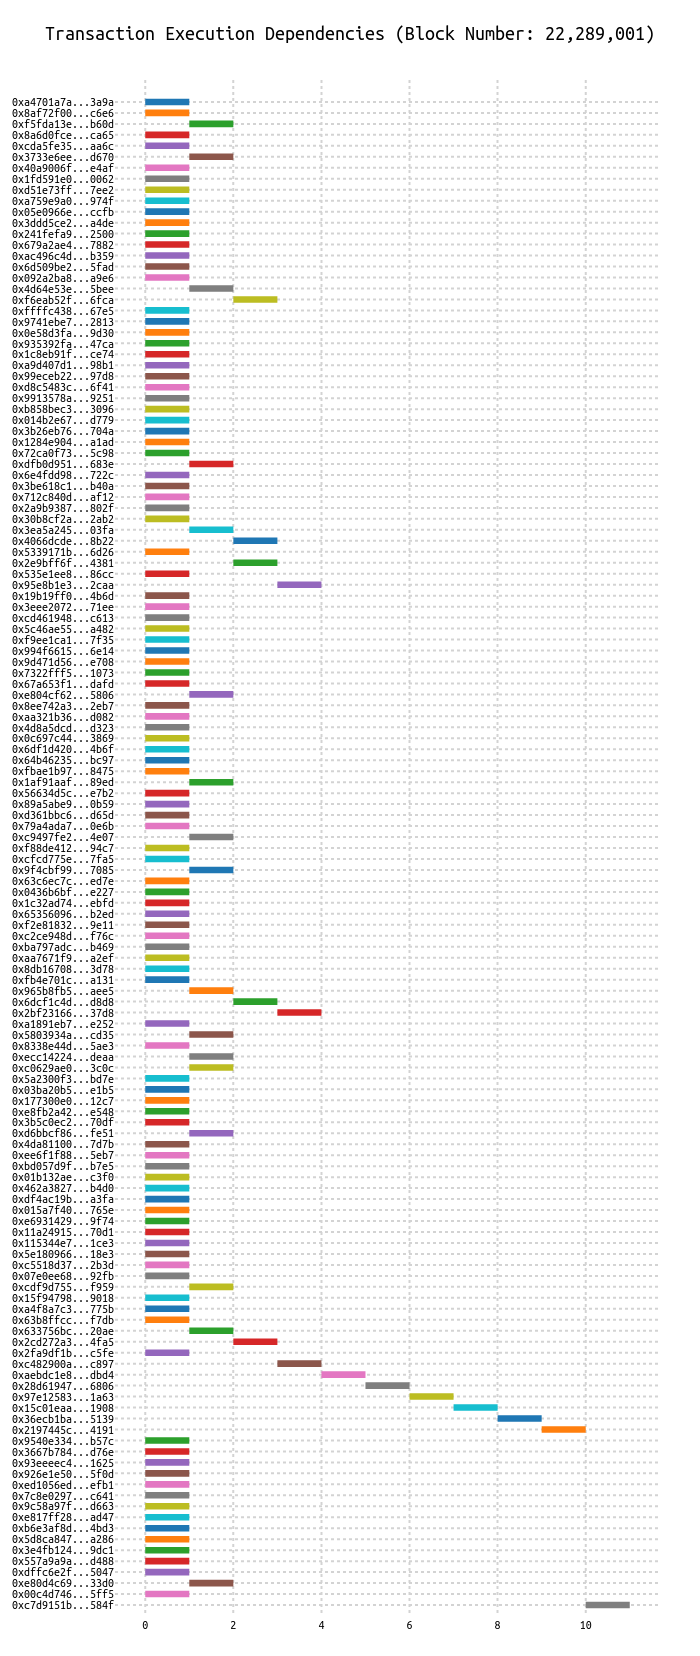 Transaction Execution Dependencies (Block Number: 22,289,001)
0xa4701a7a...3a9a
0x8af72f00...c6e6
0xf5fda13e...b60d
0x8a6d0fce...ca65
0xcda5fe35...aa6c
0x3733e6ee...d670
0x40a9006f...e4af
0x1fd591e0...0062
0xd51e73ff...7ee2
0xa759e9a0...974f
0x05e0966e...ccfb
0x3ddd5ce2...a4de
0x241fefa9...2500
0x679a2ae4...7882
0xac496c4d...b359
0x6d509be2...5fad
0x092a2ba8...a9e6
0x4d64e53e...5bee
0xf6eab52f...6fca
0xffffc438...67e5
0x9741ebe7...2813
0x0e58d3fa...9d30
0x935392fa...47ca
0x1c8eb91f...ce74
0xa9d407d1...98b1
0x99eceb22...97d8
0xd8c5483c...6f41
0x9913578a...9251
0xb858bec3...3096
0x014b2e67...d779
0x3b26eb76...704a
0x1284e904...a1ad
0x72ca0f73...5c98
0xdfb0d951...683e
0x6e4fdd98...722c
0x3be618c1...b40a
0x712c840d...af12
0x2a9b9387...802f
0x30b8cf2a...2ab2
0x3ea5a245...03fa
0x4066dcde...8b22
0x5339171b...6d26
0x2e9bff6f...4381
0x535e1ee8...86cc
0x95e8b1e3...2caa
0x19b19ff0...4b6d
0x3eee2072...71ee
0xcd461948...c613
0x5c46ae55...a482
0xf9ee1ca1...7f35
0x994f6615...6e14
0x9d471d56...e708
0x7322fff5...1073
0x67a653f1...dafd
0xe804cf62...5806
0x8ee742a3...2eb7
0xaa321b36...d082
0x4d8a5dcd...d323
0x0c697c44...3869
0x6df1d420...4b6f
0x64b46235...bc97
0xfbae1b97...8475
0x1af91aaf...89ed
0x56634d5c...e7b2
0x89a5abe9...0b59
0xd361bbc6...d65d
0x79a4ada7...0e6b
0xc9497fe2...4e07
0xf88de412...94c7
0xcfcd775e...7fa5
0x9f4cbf99...7085
0x63c6ec7c...ed7e
0x0436b6bf...e227
0x1c32ad74...ebfd
0x65356096...b2ed
0xf2e81832...9e11
0xc2ce948d...f76c
0xba797adc...b469
0xaa7671f9...a2ef
0x8db16708...3d78
0xfb4e701c...a131
0x965b8fb5...aee5
0x6dcf1c4d...d8d8
0x2bf23166...37d8
0xa1891eb7...e252
0x5803934a...cd35
0x8338e44d...5ae3
0xecc14224...deaa
0xc0629ae0...3c0c
0x5a2300f3...bd7e
0x03ba20b5...e1b5
0x177300e0...12c7
0xe8fb2a42...e548
0x3b5c0ec2...70df
0xd6bbcf86...fe51
0x4da81100...7d7b
0xee6f1f88...5eb7
0xbd057d9f...b7e5
0x01b132ae...c3f0
0x462a3827...b4d0
0xdf4ac19b...a3fa
0x015a7f40...765e
0xe6931429...9f74
0x11a24915...70d1
0x115344e7...1ce3
0x5e180966...18e3
0xc5518d37...2b3d
0x07e0ee68...92fb
0xcdf9d755...f959
0x15f94798...9018
0xa4f8a7c3...775b
0x63b8ffcc...f7db
0x633756bc...20ae
0x2cd272a3...4fa5
0x2fa9df1b...c5fe
0xc482900a...c897
0xaebdc1e8...dbd4
0x28d61947...6806
0x97e12583...1a63
0x15c01eaa...1908
0x36ecb1ba...5139
0x2197445c...4191
0x9540e334...b57c
0x3667b784...d76e
0x93eeeec4...1625
0x926e1e50...5f0d
0xed1056ed...efb1
0x7c8e0297...c641
0x9c58a97f...d663
0xe817ff28...ad47
0xb6e3af8d...4bd3
0x5d8ca847...a286
0x3e4fb124...9dc1
0x557a9a9a...d488
0xdffc6e2f...5047
0xe80d4c69...33d0
0x00c4d746...5ff5
0xc7d9151b...584f
0 2 4 6 8 10